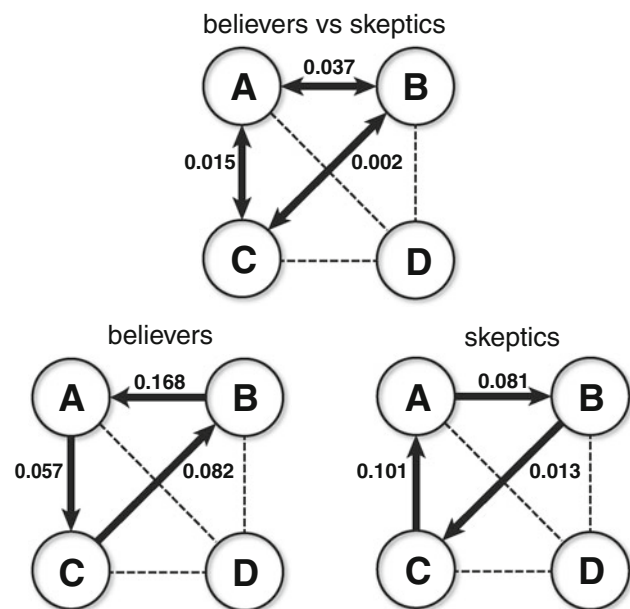 believers vs skeptics
A 0.037 B
0.015 0.002
C D
believers
A 0.168 B
0.057 0.082
C D
skeptics
A 0.081 B
0.101 0.013
C D